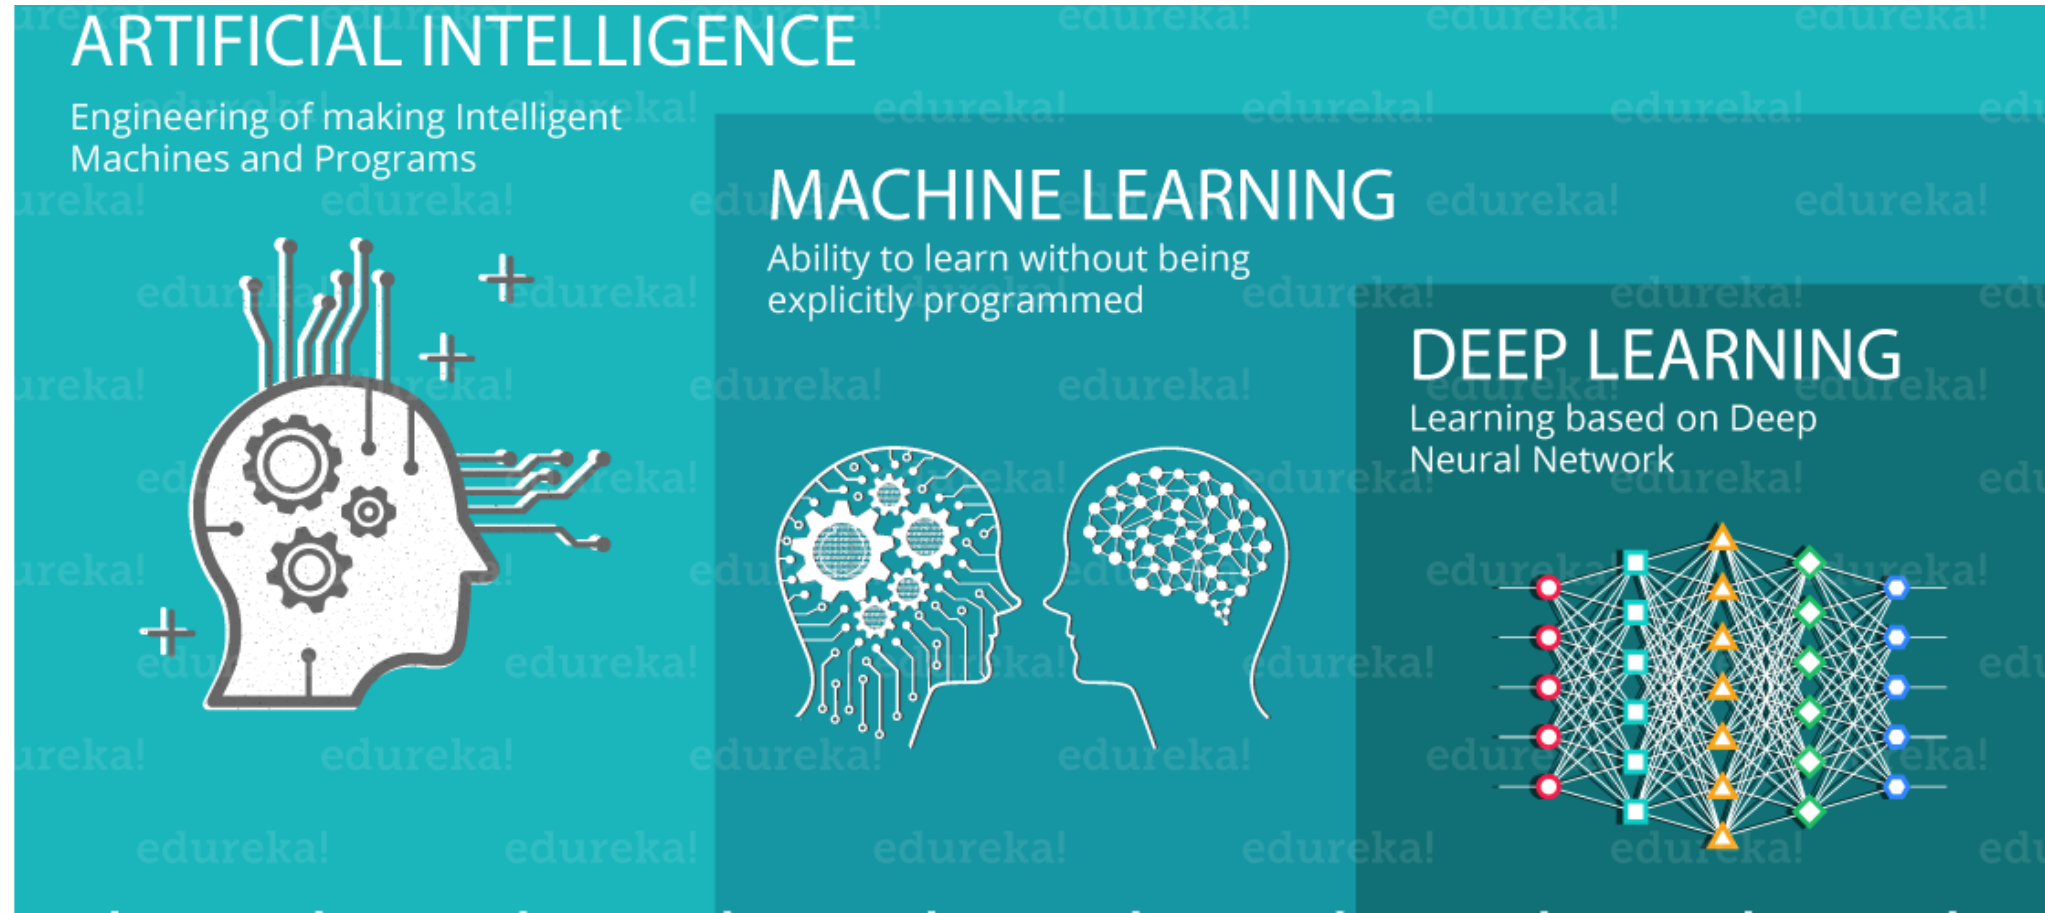 ARTIFICIAL INTELLIGENCE
Engineering of making Intelligent
Machines and Programs
MACHINE LEARNING
Ability to learn without being
explicitly programmed
DEEP LEARNING
Learning based on Deep
Neural Network
edureka!